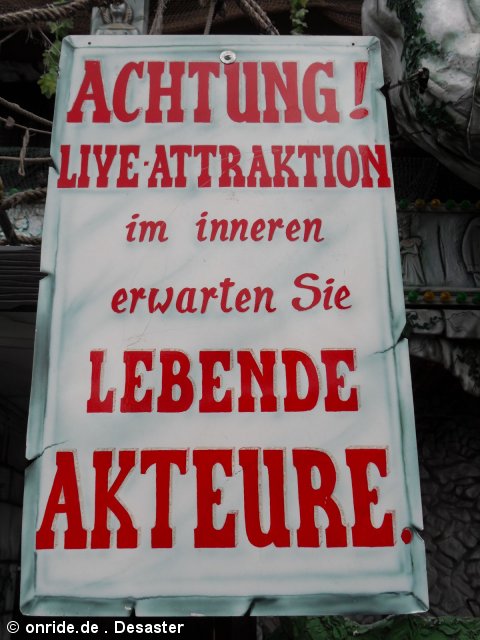 ACHTUNG!
LIVE-ATTRAKTION
im inneren
erwarten Sie
LEBENDE
AKTEURE.
© onride.de . Desaster